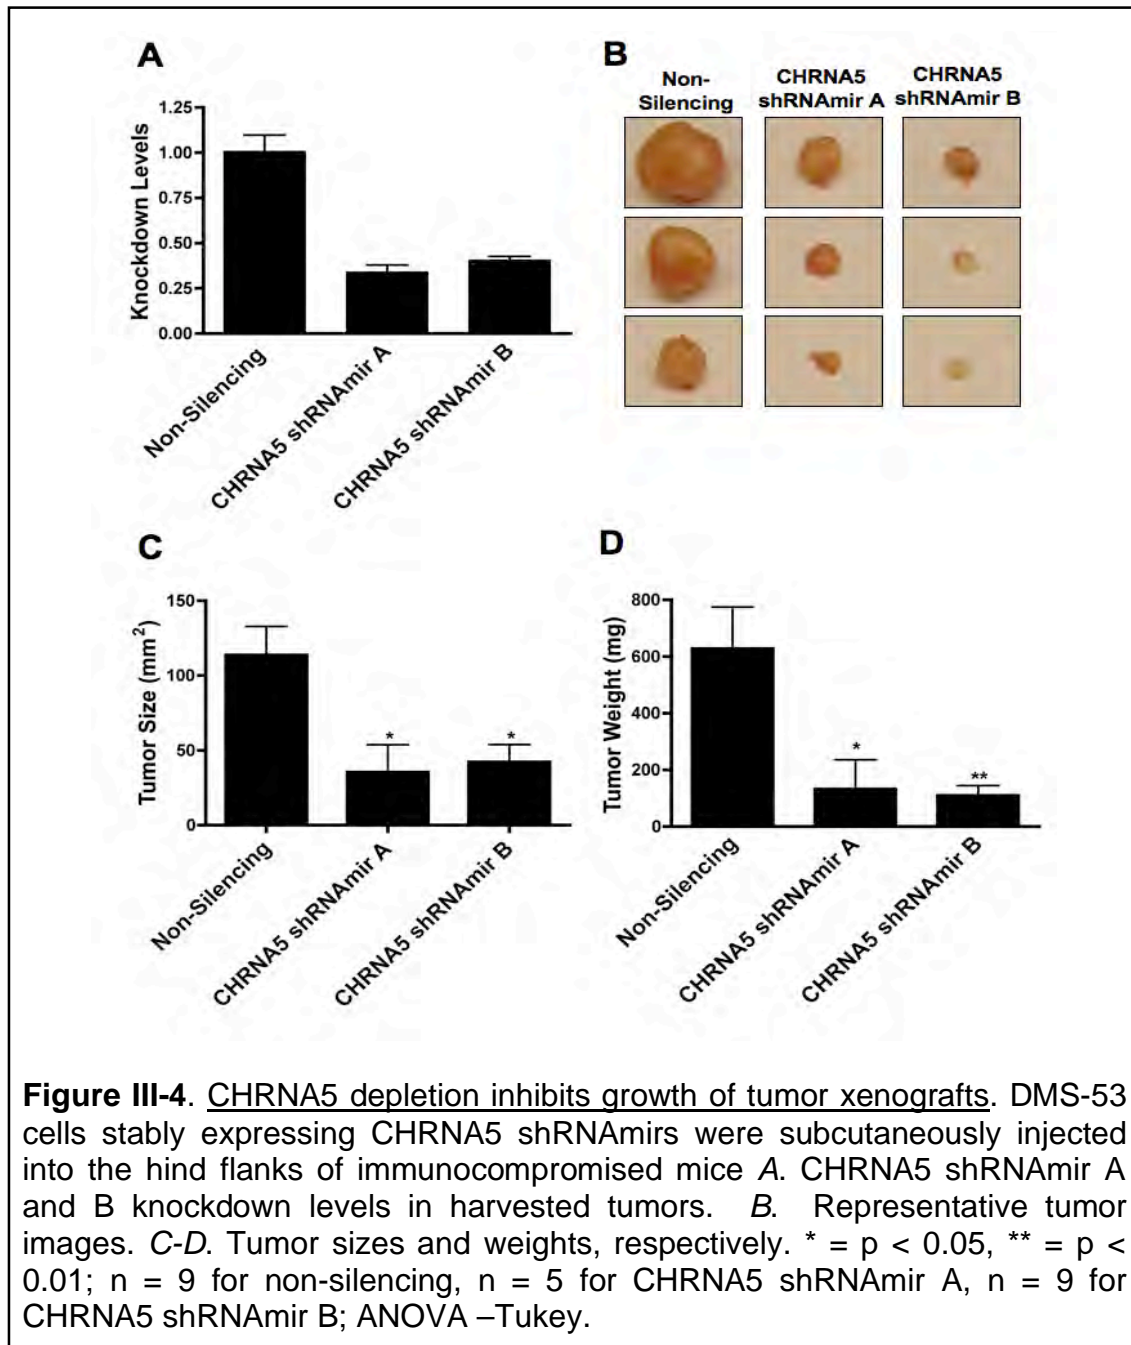 A
Knockdown Levels
1.25
1.00
0.75
0.50
0.25
0.00
Non-Silencing
CHRNA5 shRNAmir A
CHRNA5 shRNAmir B
B
Non-
Silencing
CHRNA5
shRNAmir A
CHRNA5
shRNAmir B
C
Tumor Size (mm²)
150
100
50
0
*
*
Non-Silencing
CHRNA5 shRNAmir A
CHRNA5 shRNAmir B
D
Tumor Weight (mg)
800
600
400
200
0
*
**
Non-Silencing
CHRNA5 shRNAmir A
CHRNA5 shRNAmir B
Figure III-4. CHRNA5 depletion inhibits growth of tumor xenografts. DMS-53
cells stably expressing CHRNA5 shRNAmirs were subcutaneously injected
into the hind flanks of immunocompromised mice A. CHRNA5 shRNAmir A
and B knockdown levels in harvested tumors. B. Representative tumor
images. C-D. Tumor sizes and weights, respectively. * = p < 0.05, ** = p <
0.01; n = 9 for non-silencing, n = 5 for CHRNA5 shRNAmir A, n = 9 for
CHRNA5 shRNAmir B; ANOVA –Tukey.